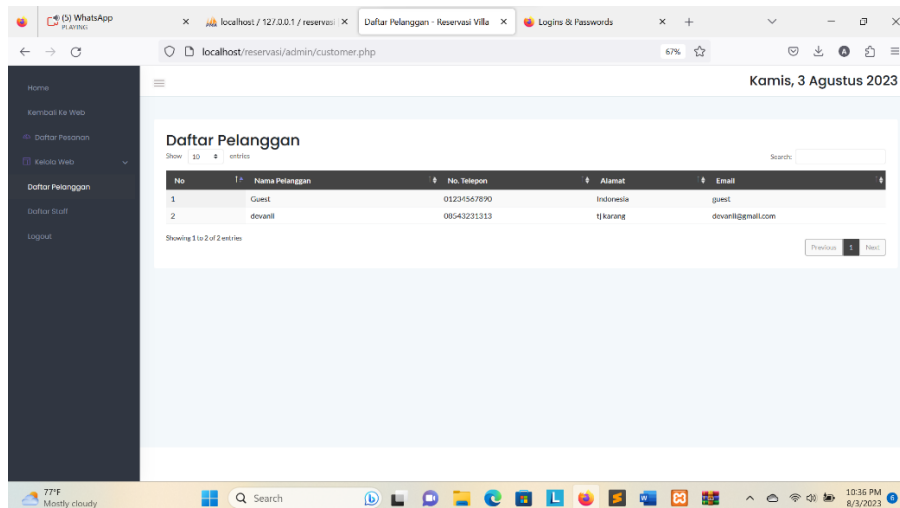 (5) WhatsApp
PLAYING
localhost / 127.0.0.1 / reservasi
Daftar Pelanggan - Reservasi Villa
Logins & Passwords
localhost/reservasi/admin/customer.php
67%
Kamis, 3 Agustus 2023
Home
Kembali Ke Web
Daftar Pesanan
Kelola Web
Daftar Pelanggan
Daftar Staff
Logout
Daftar Pelanggan
Show 10 entries
Search:
No Nama Pelanggan No. Telepon Alamat Email
1 Guest 01234567890 Indonesia guest
2 devanii 08543231313 tj karang devanii@gmail.com
Showing 1 to 2 of 2 entries
Previous 1 Next
77°F
Mostly cloudy
Search
10:36 PM
8/3/2023
6